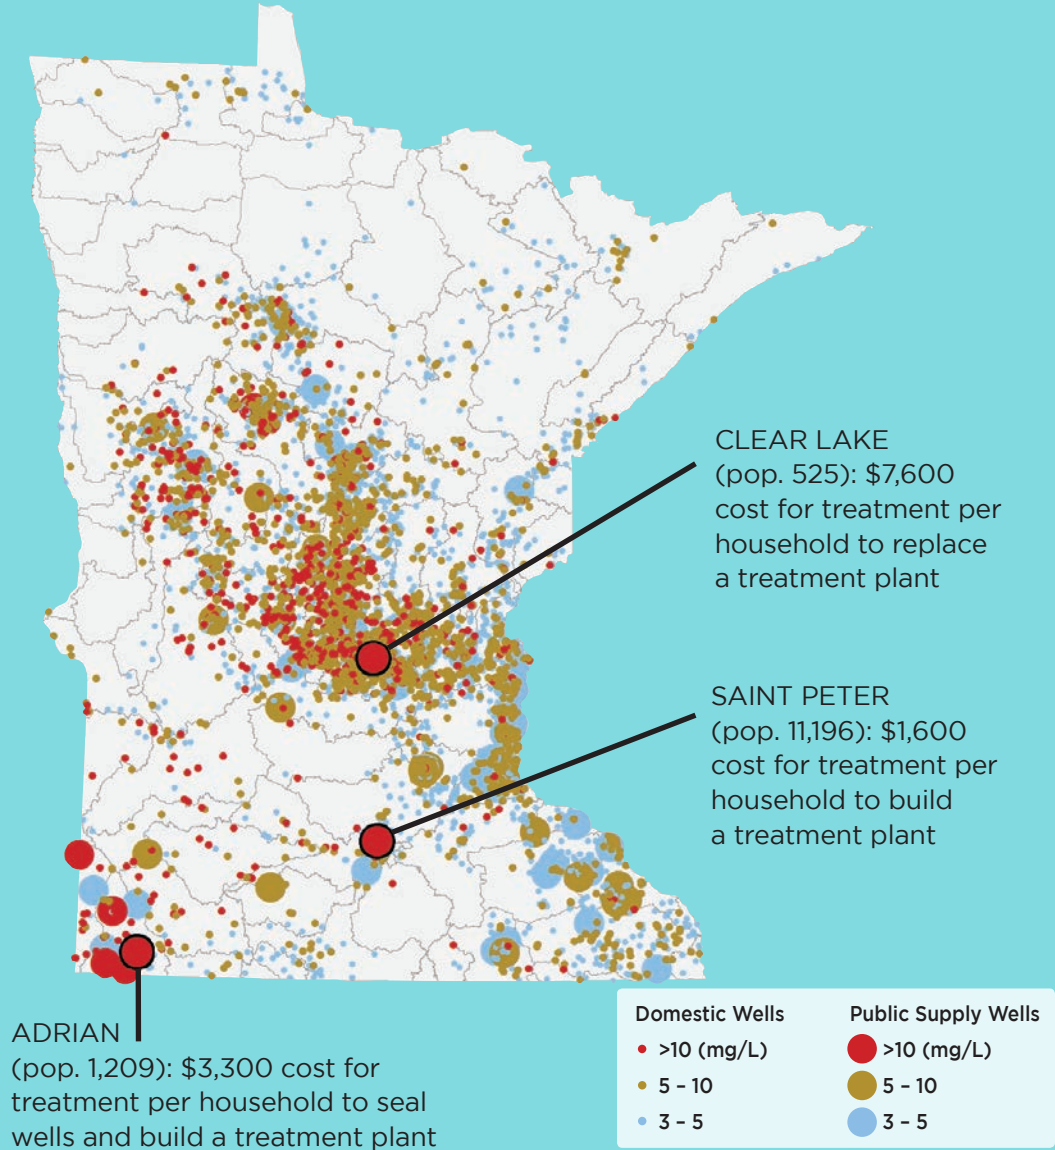 CLEAR LAKE
(pop. 525): $7,600
cost for treatment per
household to replace
a treatment plant
SAINT PETER
(pop. 11,196): $1,600
cost for treatment per
household to build
a treatment plant
ADRIAN
(pop. 1,209): $3,300 cost for
treatment per household to seal
wells and build a treatment plant
Domestic Wells
>10 (mg/L)
5 – 10
3 – 5
Public Supply Wells
>10 (mg/L)
5 – 10
3 – 5